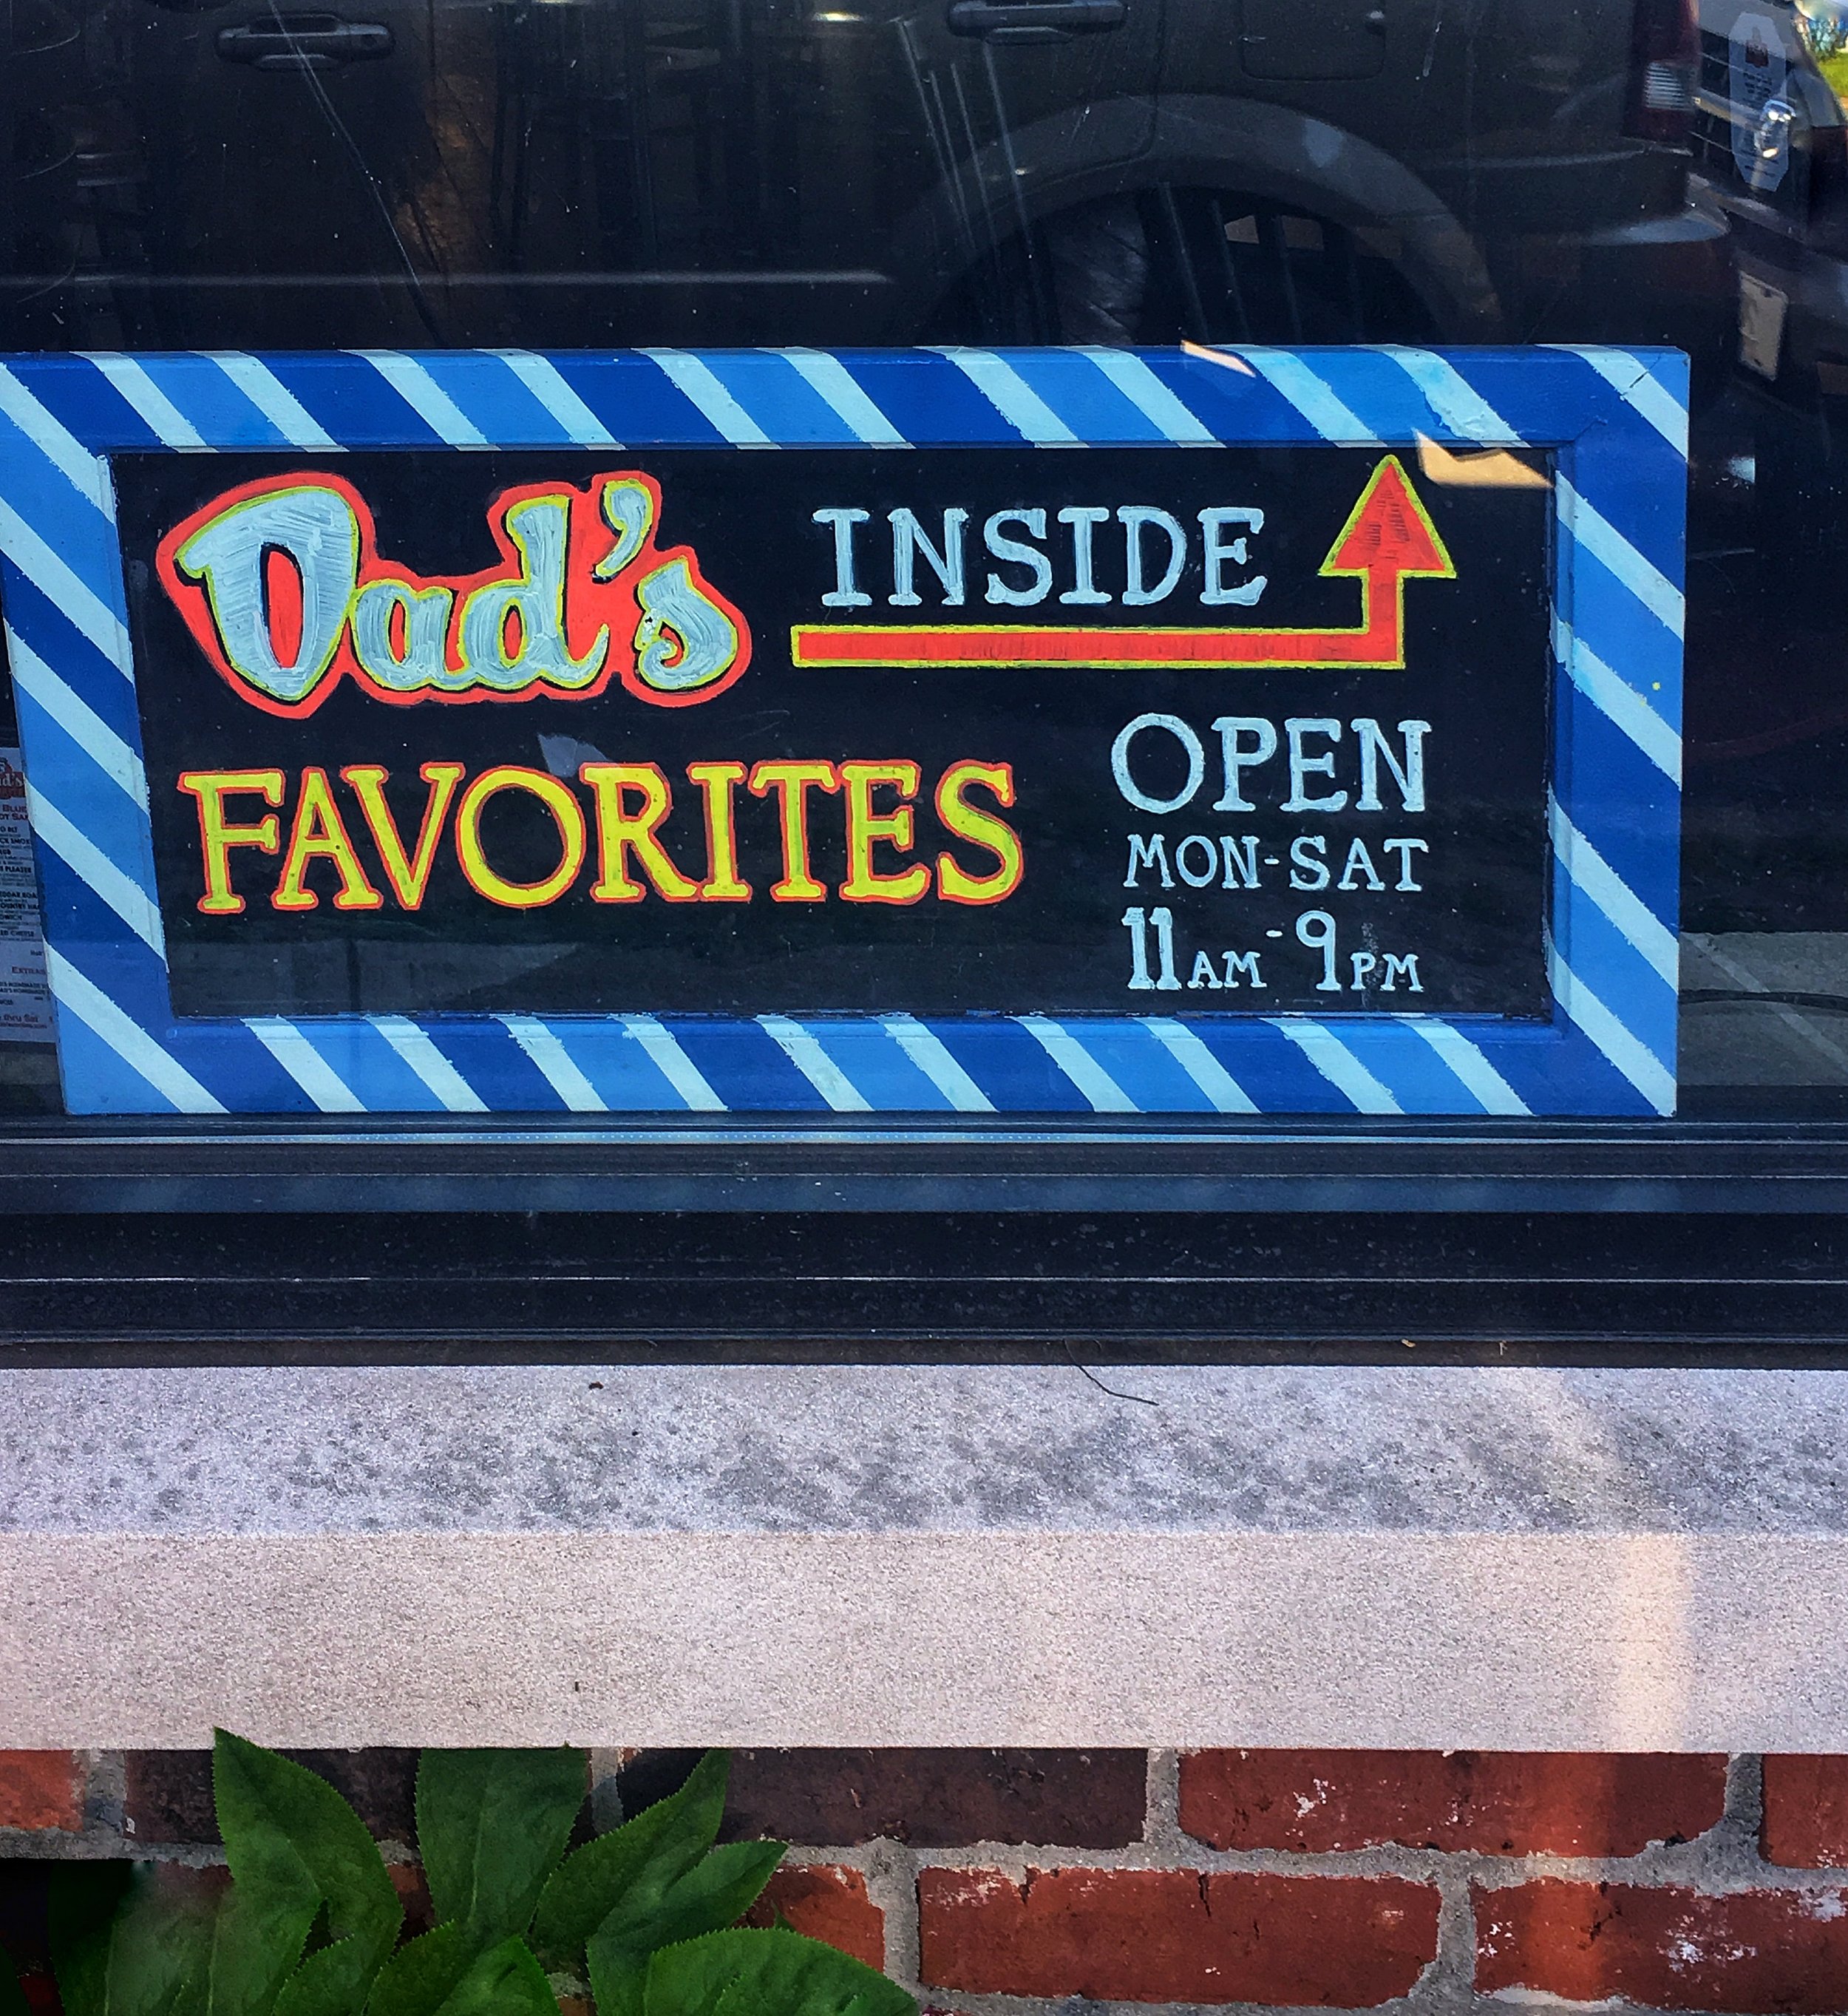 Dad's
FAVORITES
INSIDE
OPEN
MON-SAT
11AM-9PM